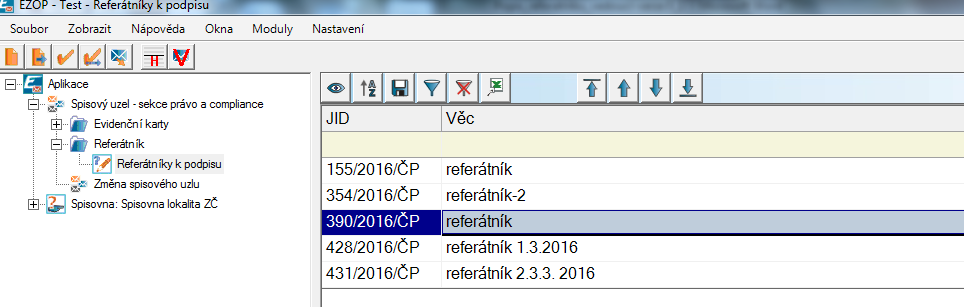 EZOP - Test - Referátníky k podpisu
Soubor Zobrazit Nápověda Okna Moduly Nastavení
Aplikace
Spisový uzel - sekce právo a compliance
Evidenční karty
Referátník
Referátníky k podpisu
Změna spisového uzlu
Spisovna: Spisovna lokalita ZČ
JID Věc
155/2016/ČP referátník
354/2016/ČP referátník-2
390/2016/ČP referátník
428/2016/ČP referátník 1.3.2016
431/2016/ČP referátník 2.3.3. 2016